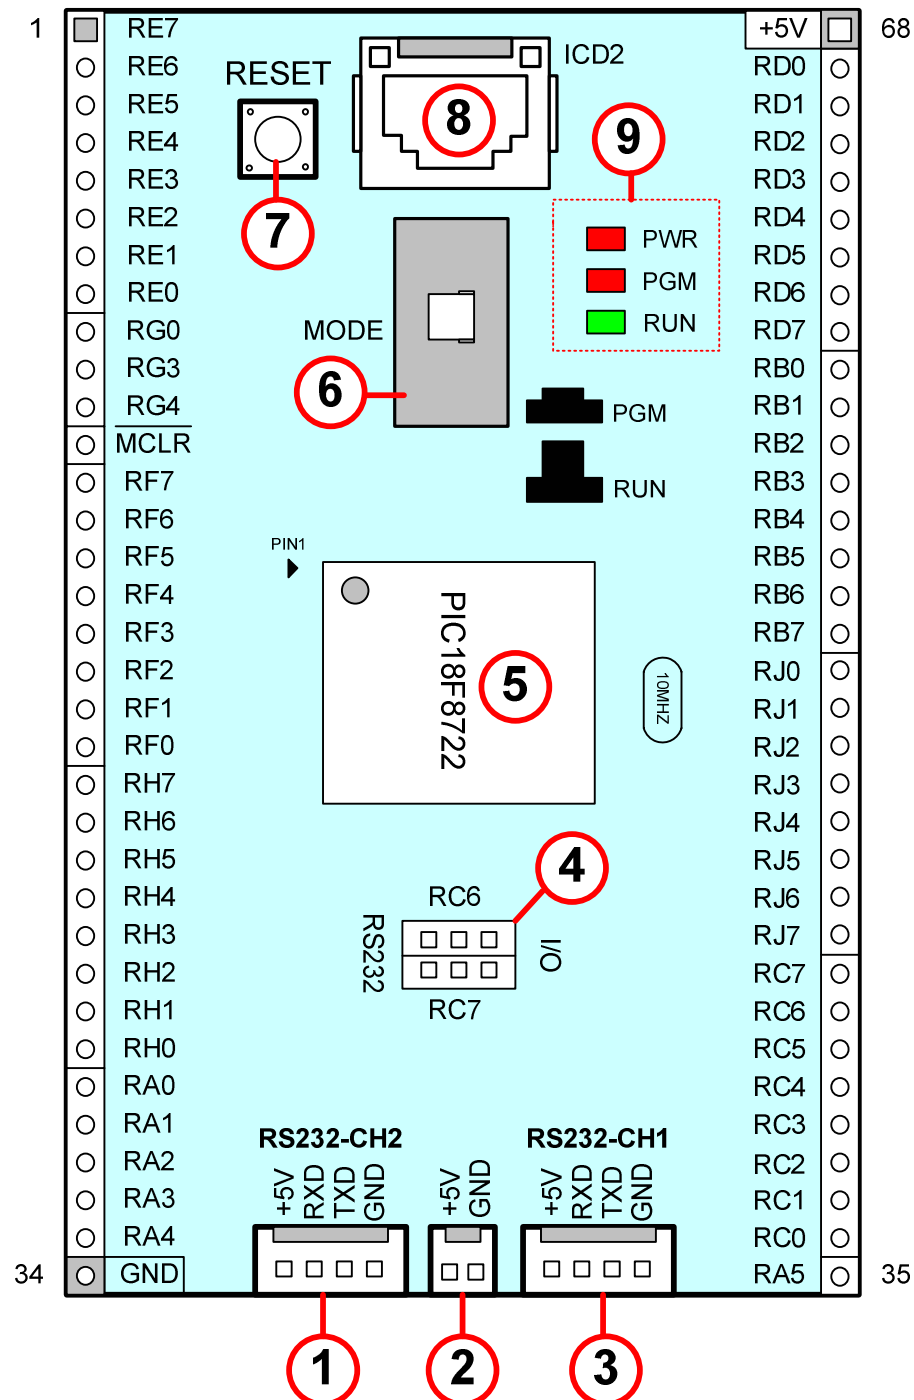 1 RE7 +5V 68
RE6 RD0
RE5 RD1
RE4 RD2
RE3 RD3
RE2 RD4
RE1 RD5
RE0 RD6
RG0 RD7
RG3 RB0
RG4 RB1
MCLR RB2
RF7 RB3
RF6 RB4
RF5 RB5
RF4 RB6
RF3 RB7
RF2 RJ0
RF1 RJ1
RF0 RJ2
RH7 RJ3
RH6 RJ4
RH5 RJ5
RH4 RJ6
RH3 RJ7
RH2 RC7
RH1 RC6
RH0 RC5
RA0 RC4
RA1 RC3
RA2 RC2
RA3 RC1
RA4 RC0
34 GND RA5 35
RESET
ICD2
8
9
7
PWR
PGM
RUN
MODE
6
PGM
RUN
PIN1
PIC18F8722
5
10MHZ
4
RC6
RS232
I/O
RC7
RS232-CH2
+5V RXD TXD GND
+5V GND
RS232-CH1
+5V RXD TXD GND
1 2 3